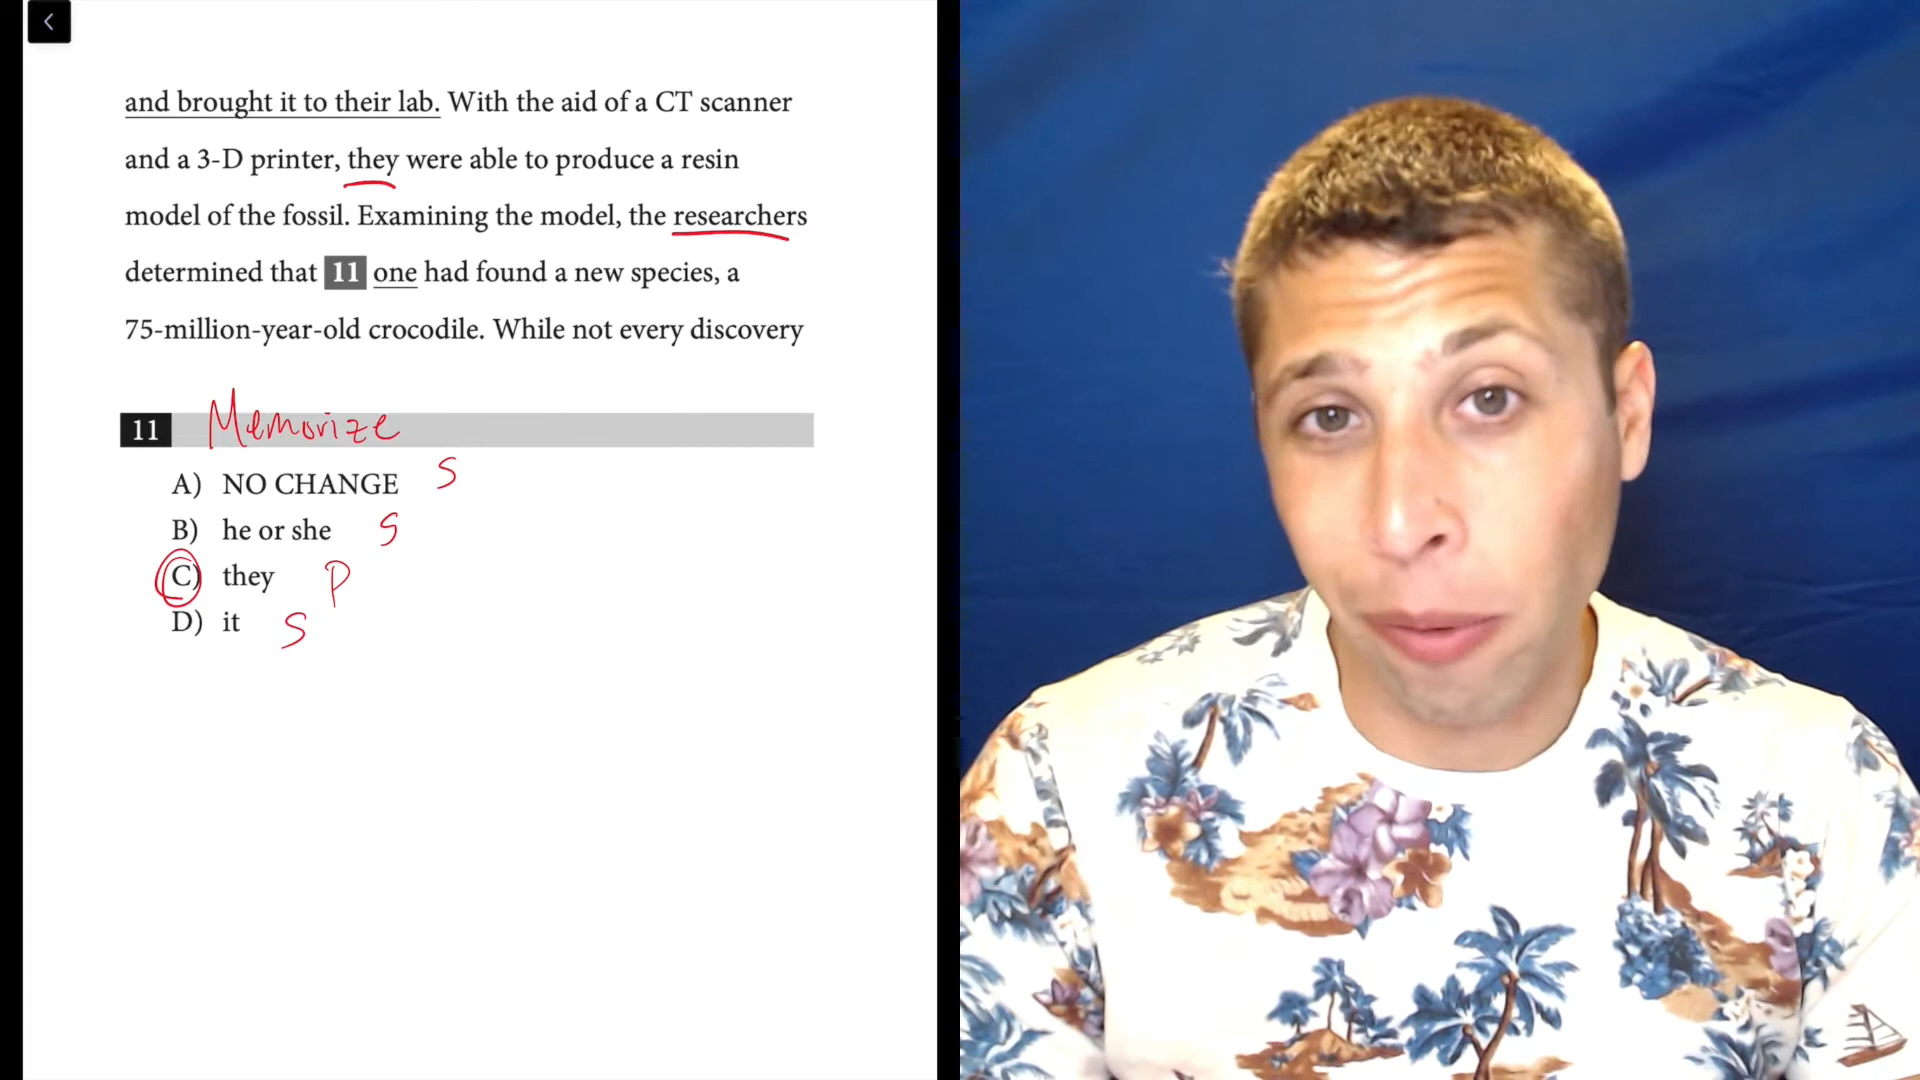 and brought it to their lab. With the aid of a CT scanner
and a 3-D printer, they were able to produce a resin
model of the fossil. Examining the model, the researchers
determined that 11 one had found a new species, a
75-million-year-old crocodile. While not every discovery
11 Memorize
A) NO CHANGE S
B) he or she S
C) they P
D) it S